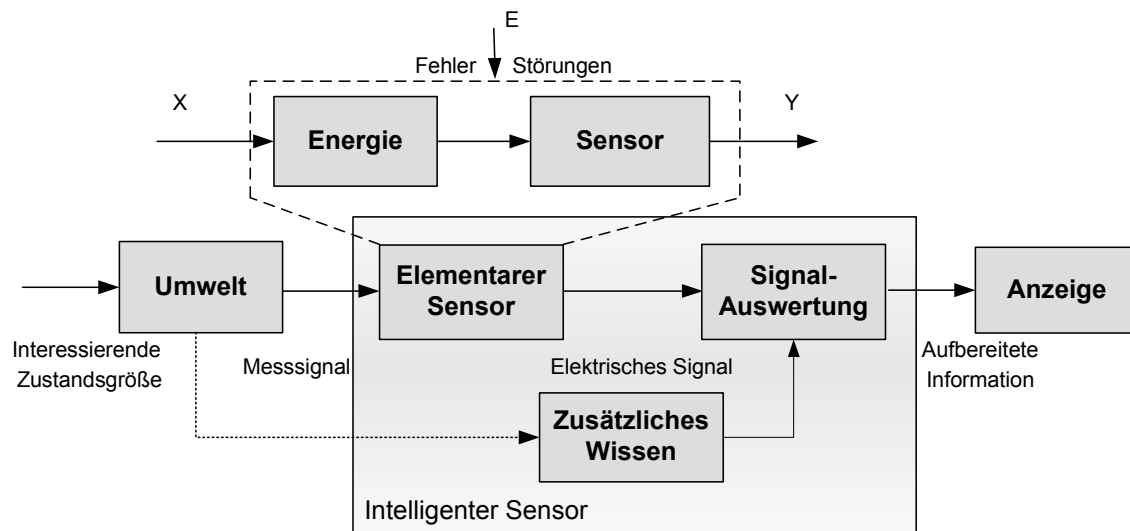 E
Fehler Störungen
X
Y
Energie
Sensor
Umwelt
Elementarer
Sensor
Signal-
Auswertung
Anzeige
Interessierende
Zustandsgröße
Messsignal
Elektrisches Signal
Aufbereitete
Information
Zusätzliches
Wissen
Intelligenter Sensor